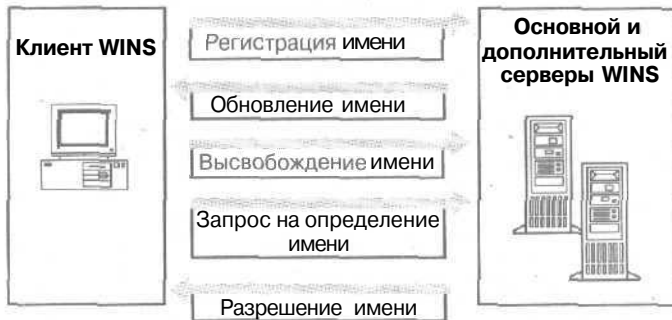 Клиент WINS
Регистрация имени
Обновление имени
Высвобождение имени
Запрос на определение
имени
Разрешение имени
Основной и
дополнительный
серверы WINS